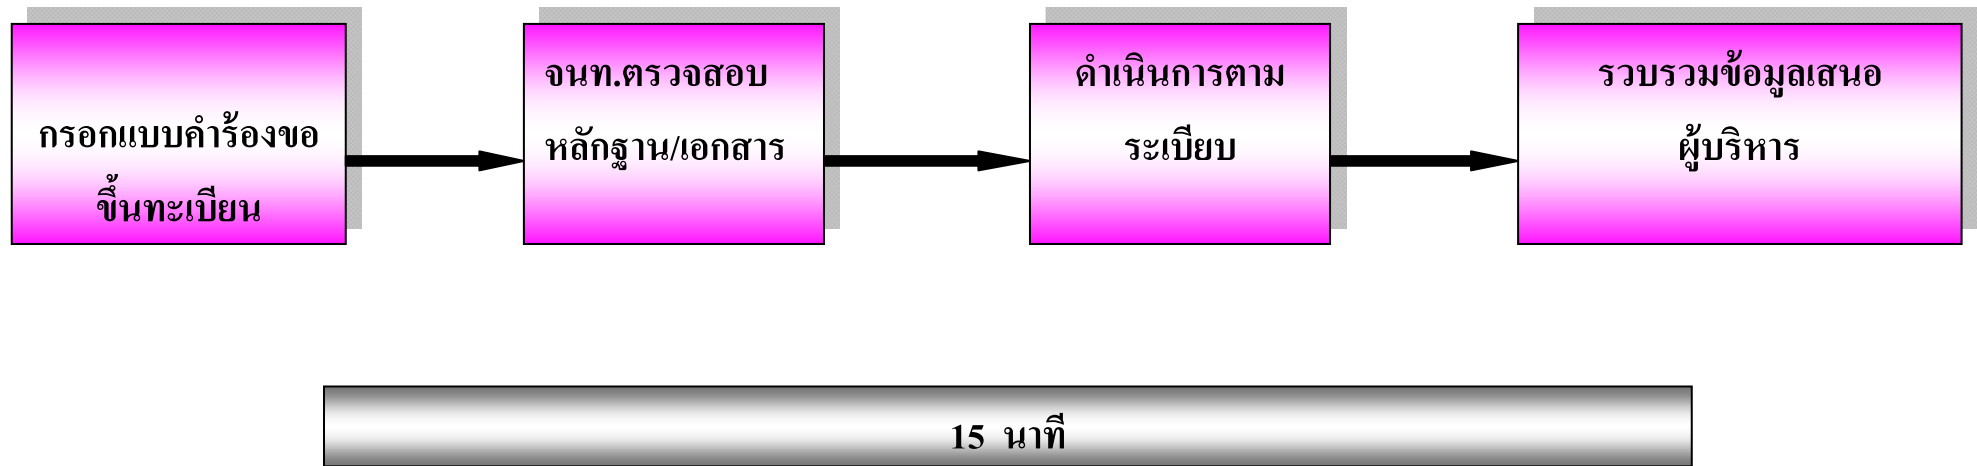 กรอกแบบคำร้องขอ
ขึ้นทะเบียน
จนท.ตรวจสอบ
หลักฐาน/เอกสาร
ดำเนินการตาม
ระเบียบ
รวบรวมข้อมูลเสนอ
ผู้บริหาร
15 นาที